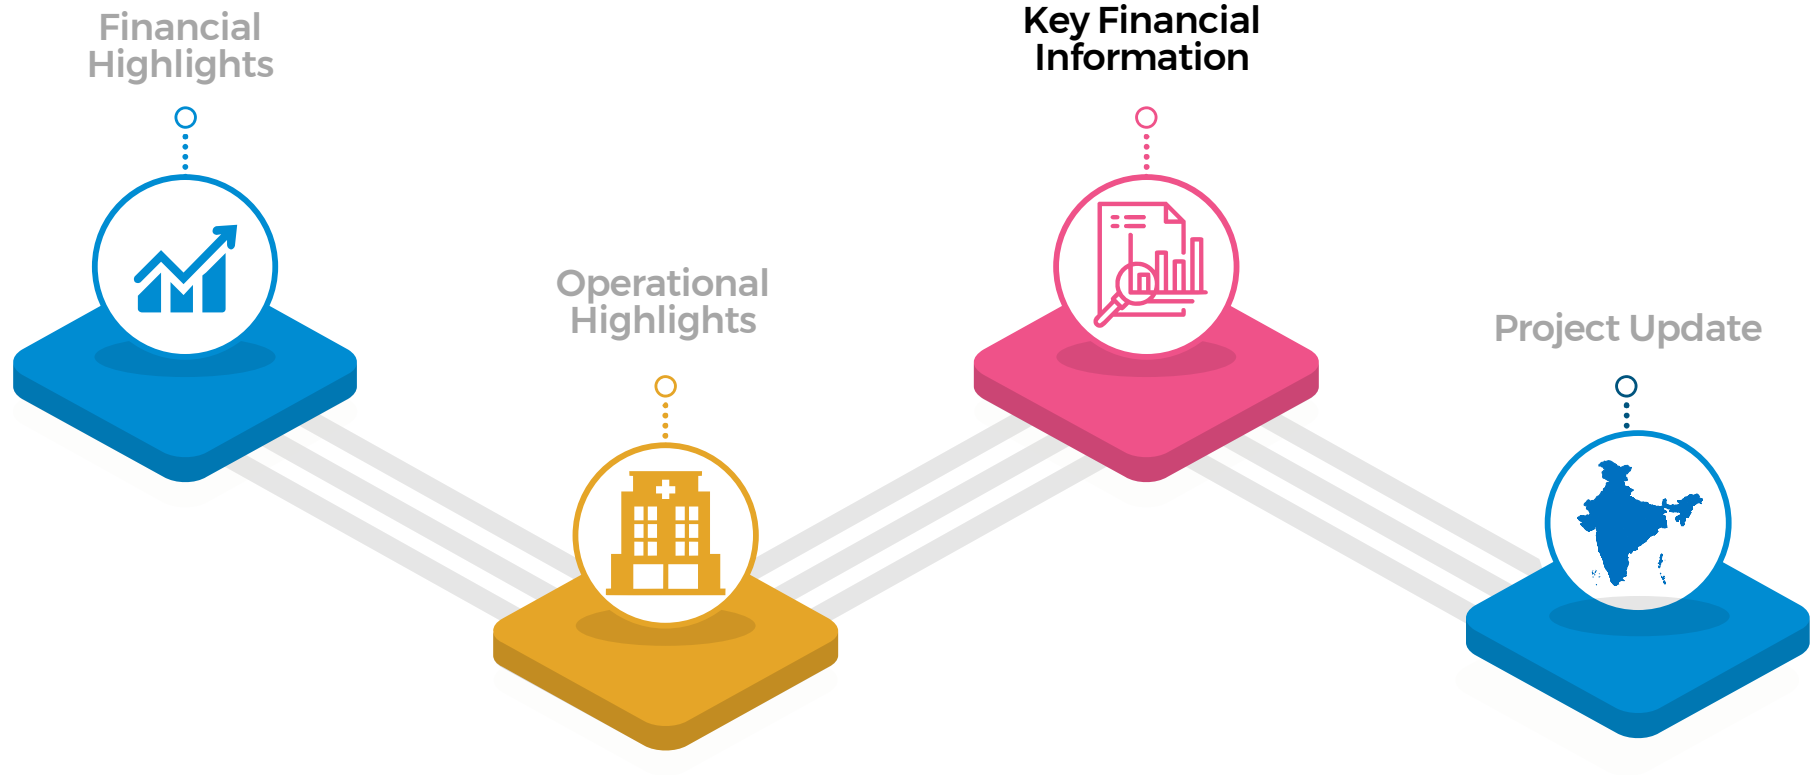 Financial
Highlights
Operational
Highlights
Key Financial
Information
Project Update